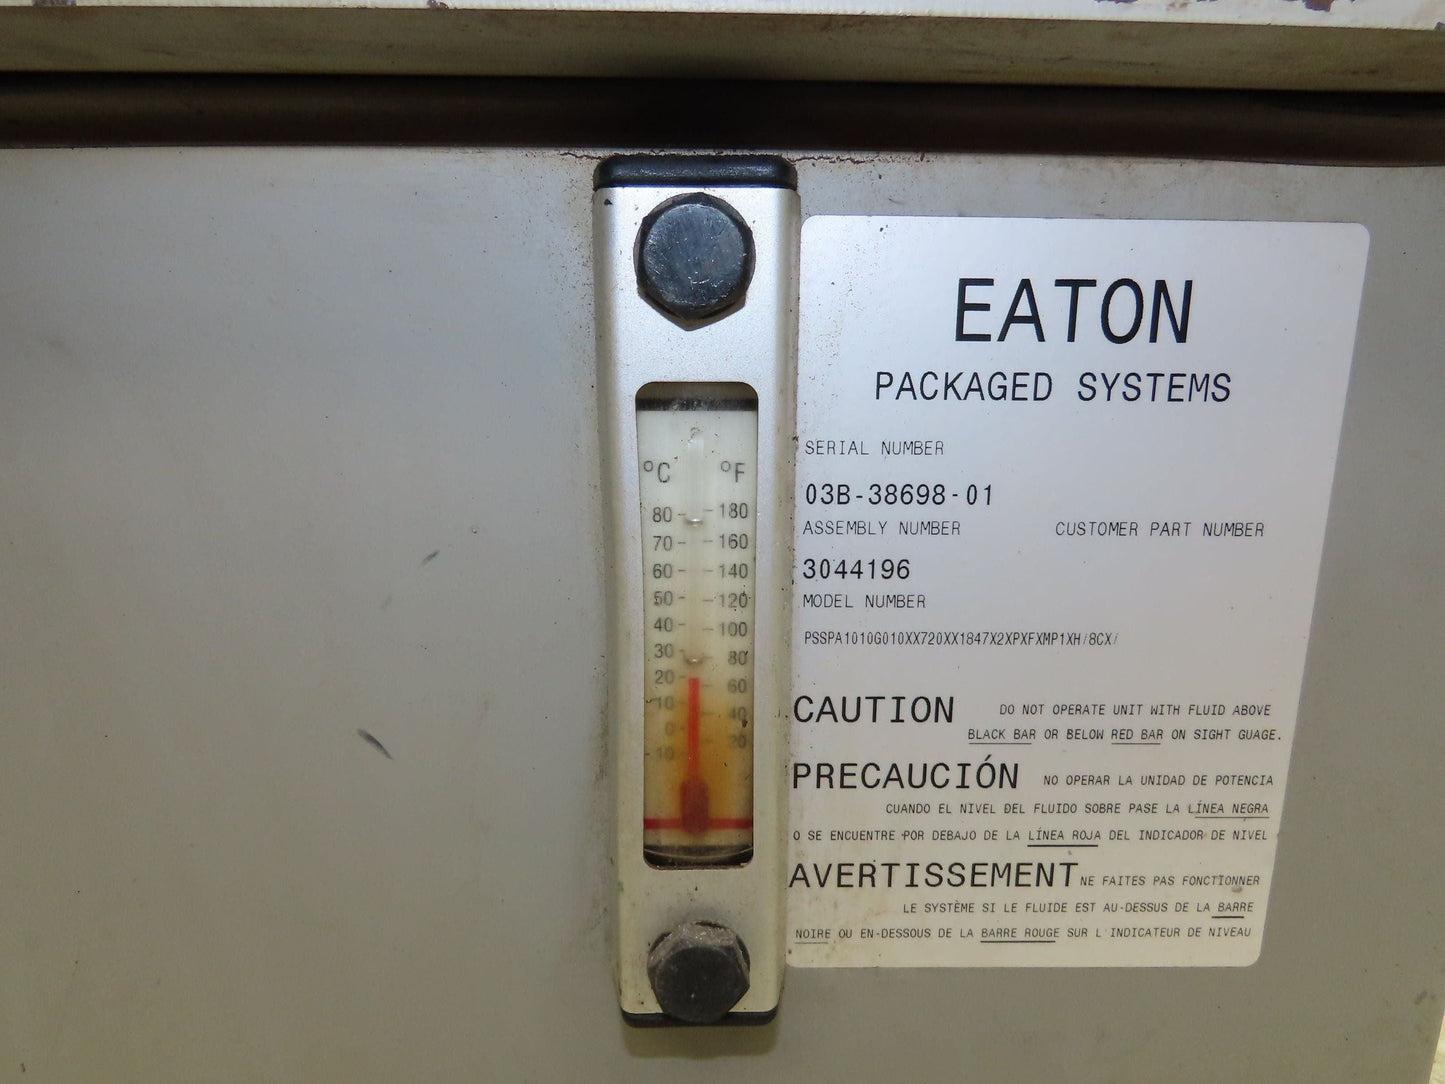 °C °F
80 180
70 160
60 140
50 120
40 100
30 80
20 60
10 40
0 20
-10
EATON
PACKAGED SYSTEMS
SERIAL NUMBER
03B-38698-01
ASSEMBLY NUMBER CUSTOMER PART NUMBER
3044196
MODEL NUMBER
PSSPA1010G010XX720XX1847X2XPXFXMP1XH/8CX/
CAUTION DO NOT OPERATE UNIT WITH FLUID ABOVE
BLACK BAR OR BELOW RED BAR ON SIGHT GUAGE.
PRECAUCIÓN NO OPERAR LA UNIDAD DE POTENCIA
CUANDO EL NIVEL DEL FLUIDO SOBRE PASE LA LÍNEA NEGRA
O SE ENCUENTRE POR DEBAJO DE LA LÍNEA ROJA DEL INDICADOR DE NIVEL
AVERTISSEMENT NE FAITES PAS FONCTIONNER
LE SYSTÈME SI LE FLUIDE EST AU-DESSUS DE LA BARRE
NOIRE OU EN-DESSOUS DE LA BARRE ROUGE SUR L'INDICATEUR DE NIVEAU